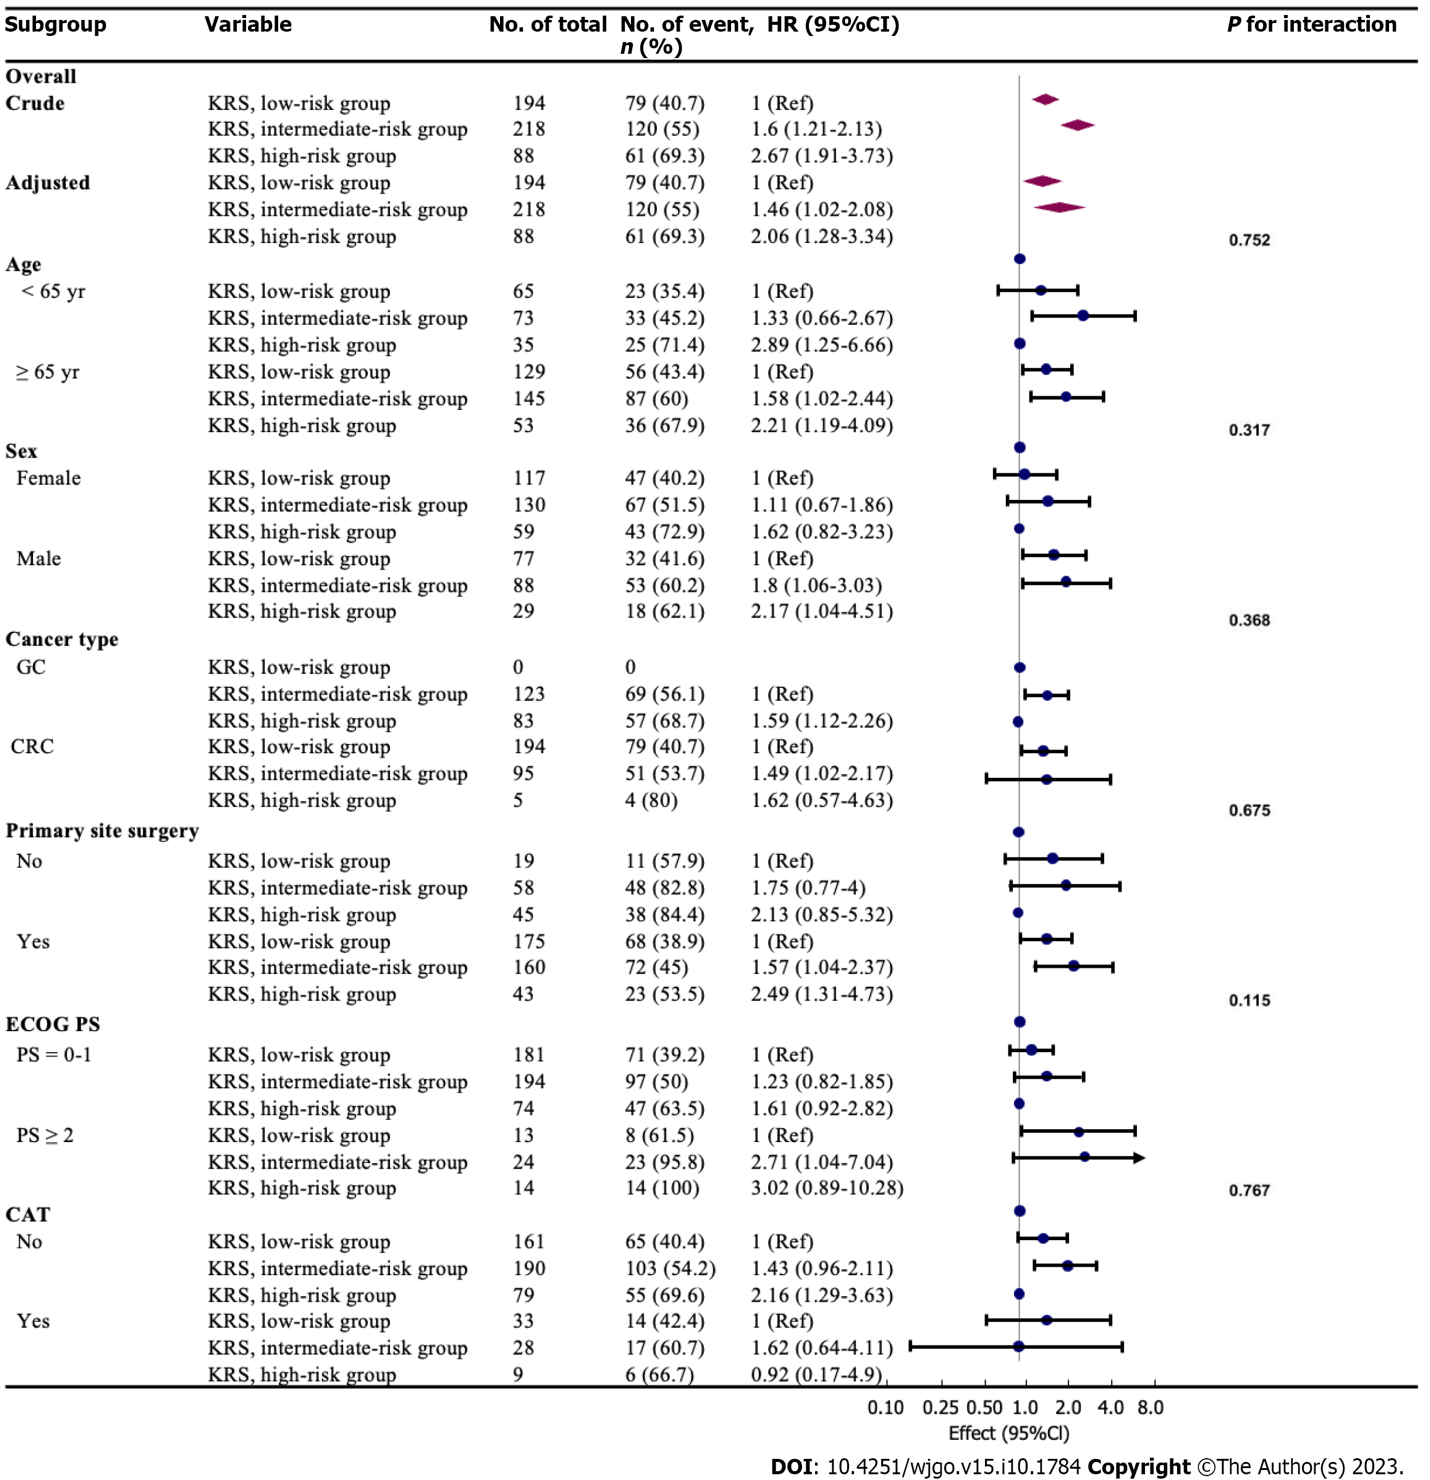 Subgroup Variable No. of total No. of event, HR (95%CI) P for interaction
n (%)
Overall
Crude KRS, low-risk group 194 79 (40.7) 1 (Ref)
KRS, intermediate-risk group 218 120 (55) 1.6 (1.21-2.13)
KRS, high-risk group 88 61 (69.3) 2.67 (1.91-3.73)
Adjusted KRS, low-risk group 194 79 (40.7) 1 (Ref)
KRS, intermediate-risk group 218 120 (55) 1.46 (1.02-2.08)
KRS, high-risk group 88 61 (69.3) 2.06 (1.28-3.34) 0.752
Age
< 65 yr KRS, low-risk group 65 23 (35.4) 1 (Ref)
KRS, intermediate-risk group 73 33 (45.2) 1.33 (0.66-2.67)
KRS, high-risk group 35 25 (71.4) 2.89 (1.25-6.66)
≥ 65 yr KRS, low-risk group 129 56 (43.4) 1 (Ref)
KRS, intermediate-risk group 145 87 (60) 1.58 (1.02-2.44)
KRS, high-risk group 53 36 (67.9) 2.21 (1.19-4.09) 0.317
Sex
Female KRS, low-risk group 117 47 (40.2) 1 (Ref)
KRS, intermediate-risk group 130 67 (51.5) 1.11 (0.67-1.86)
KRS, high-risk group 59 43 (72.9) 1.62 (0.82-3.23)
Male KRS, low-risk group 77 32 (41.6) 1 (Ref)
KRS, intermediate-risk group 88 53 (60.2) 1.8 (1.06-3.03)
KRS, high-risk group 29 18 (62.1) 2.17 (1.04-4.51) 0.368
Cancer type
GC KRS, low-risk group 0 0
KRS, intermediate-risk group 123 69 (56.1) 1 (Ref)
KRS, high-risk group 83 57 (68.7) 1.59 (1.12-2.26)
CRC KRS, low-risk group 194 79 (40.7) 1 (Ref)
KRS, intermediate-risk group 95 51 (53.7) 1.49 (1.02-2.17)
KRS, high-risk group 5 4 (80) 1.62 (0.57-4.63) 0.675
Primary site surgery
No KRS, low-risk group 19 11 (57.9) 1 (Ref)
KRS, intermediate-risk group 58 48 (82.8) 1.75 (0.77-4)
KRS, high-risk group 45 38 (84.4) 2.13 (0.85-5.32)
Yes KRS, low-risk group 175 68 (38.9) 1 (Ref)
KRS, intermediate-risk group 160 72 (45) 1.57 (1.04-2.37)
KRS, high-risk group 43 23 (53.5) 2.49 (1.31-4.73) 0.115
ECOG PS
PS = 0-1 KRS, low-risk group 181 71 (39.2) 1 (Ref)
KRS, intermediate-risk group 194 97 (50) 1.23 (0.82-1.85)
KRS, high-risk group 74 47 (63.5) 1.61 (0.92-2.82)
PS ≥ 2 KRS, low-risk group 13 8 (61.5) 1 (Ref)
KRS, intermediate-risk group 24 23 (95.8) 2.71 (1.04-7.04)
KRS, high-risk group 14 14 (100) 3.02 (0.89-10.28) 0.767
CAT
No KRS, low-risk group 161 65 (40.4) 1 (Ref)
KRS, intermediate-risk group 190 103 (54.2) 1.43 (0.96-2.11)
KRS, high-risk group 79 55 (69.6) 2.16 (1.29-3.63)
Yes KRS, low-risk group 33 14 (42.4) 1 (Ref)
KRS, intermediate-risk group 28 17 (60.7) 1.62 (0.64-4.11)
KRS, high-risk group 9 6 (66.7) 0.92 (0.17-4.9)
0.10 0.25 0.50 1.0 2.0 4.0 8.0
Effect (95%CI)
DOI: 10.4251/wjgo.v15.i10.1784 Copyright ©The Author(s) 2023.